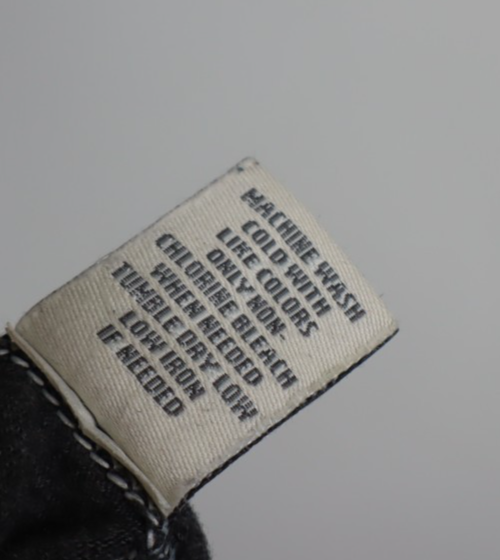 MACHINE WASH
COLD WITH
LIKE COLORS
ONLY NON-
CHLORINE BLEACH
WHEN NEEDED
TUMBLE DRY LOW
LOW IRON
IF NEEDED